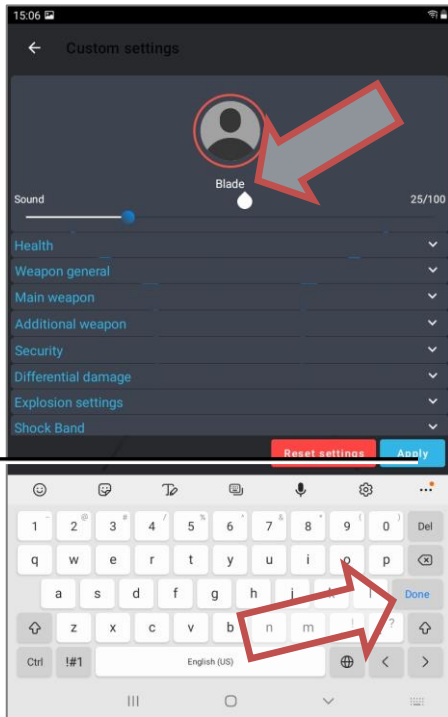 15:06
Custom settings
Blade
Sound 25/100
Health
Weapon general
Main weapon
Additional weapon
Security
Differential damage
Explosion settings
Shock Band
Reset settings Apply
1 2 @ 3 # 4 / 5 % 6 ^ 7 & 8 * 9 ( 0 ) Del
q w e r t y u i o p
a s d f g h j k l Done
z x c v b n m ! ?
Ctrl !#1 English (US) < >